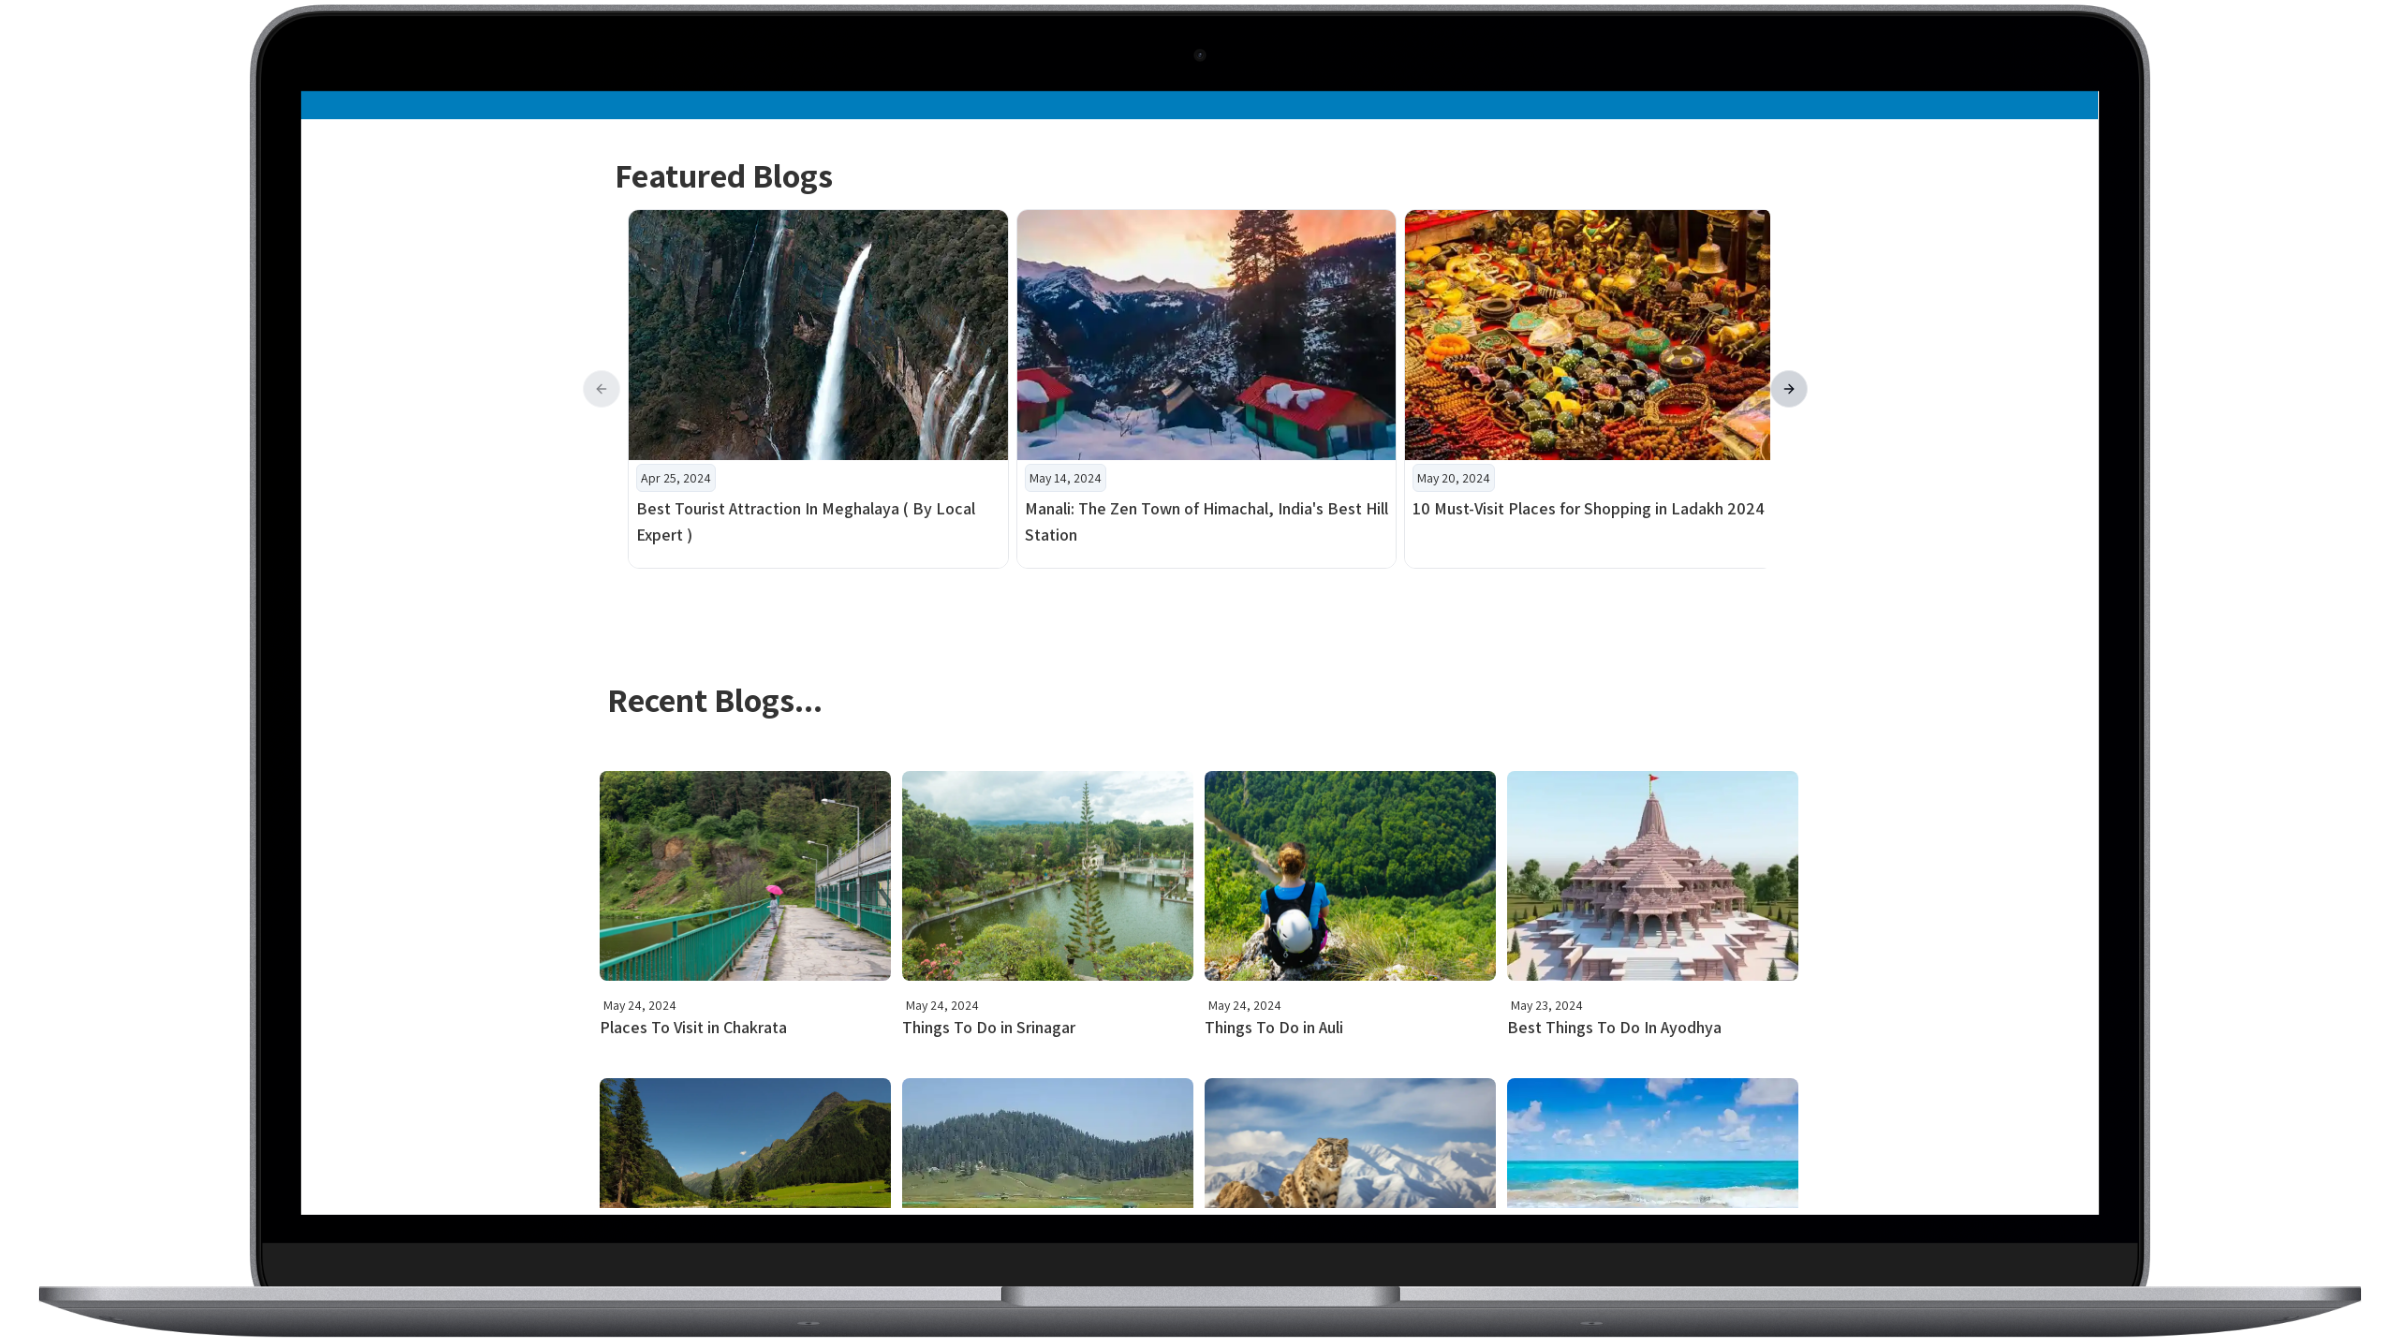 Featured Blogs
Apr 25, 2024
Best Tourist Attraction In Meghalaya ( By Local
Expert )
May 14, 2024
Manali: The Zen Town of Himachal, India's Best Hill
Station
May 20, 2024
10 Must-Visit Places for Shopping in Ladakh 2024
Recent Blogs...
May 24, 2024
Places To Visit in Chakrata
May 24, 2024
Things To Do in Srinagar
May 24, 2024
Things To Do in Auli
May 23, 2024
Best Things To Do In Ayodhya